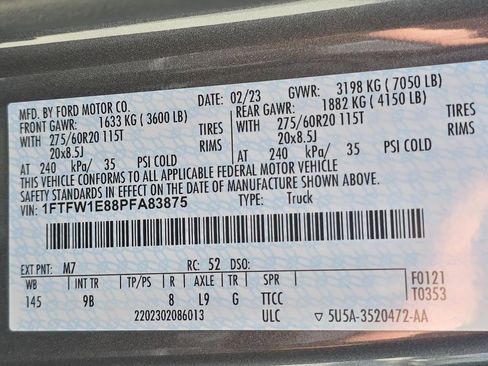 MFD. BY FORD MOTOR CO. DATE: 02/23 GVWR: 3198 KG ( 7050 LB)
FRONT GAWR: 1633 KG ( 3600 LB) REAR GAWR: 1882 KG ( 4150 LB)
WITH 275/60R20 115T TIRES WITH 275/60R20 115T TIRES
20x8.5J RIMS 20x8.5J RIMS
AT 240 kPa/ 35 PSI COLD AT 240 kPa/ 35 PSI COLD
THIS VEHICLE CONFORMS TO ALL APPLICABLE FEDERAL MOTOR VEHICLE
SAFETY STANDARDS IN EFFECT ON THE DATE OF MANUFACTURE SHOWN ABOVE.
VIN: 1FTFW1E88PFA83875 TYPE: Truck
EXT PNT: M7 RC: 52 DSO:
WB INT TR TP/PS R AXLE TR SPR F0121
145 9B 8 L9 G TTCC T0353
2202302086013 ULC ▽ 5U5A-3520472-AA